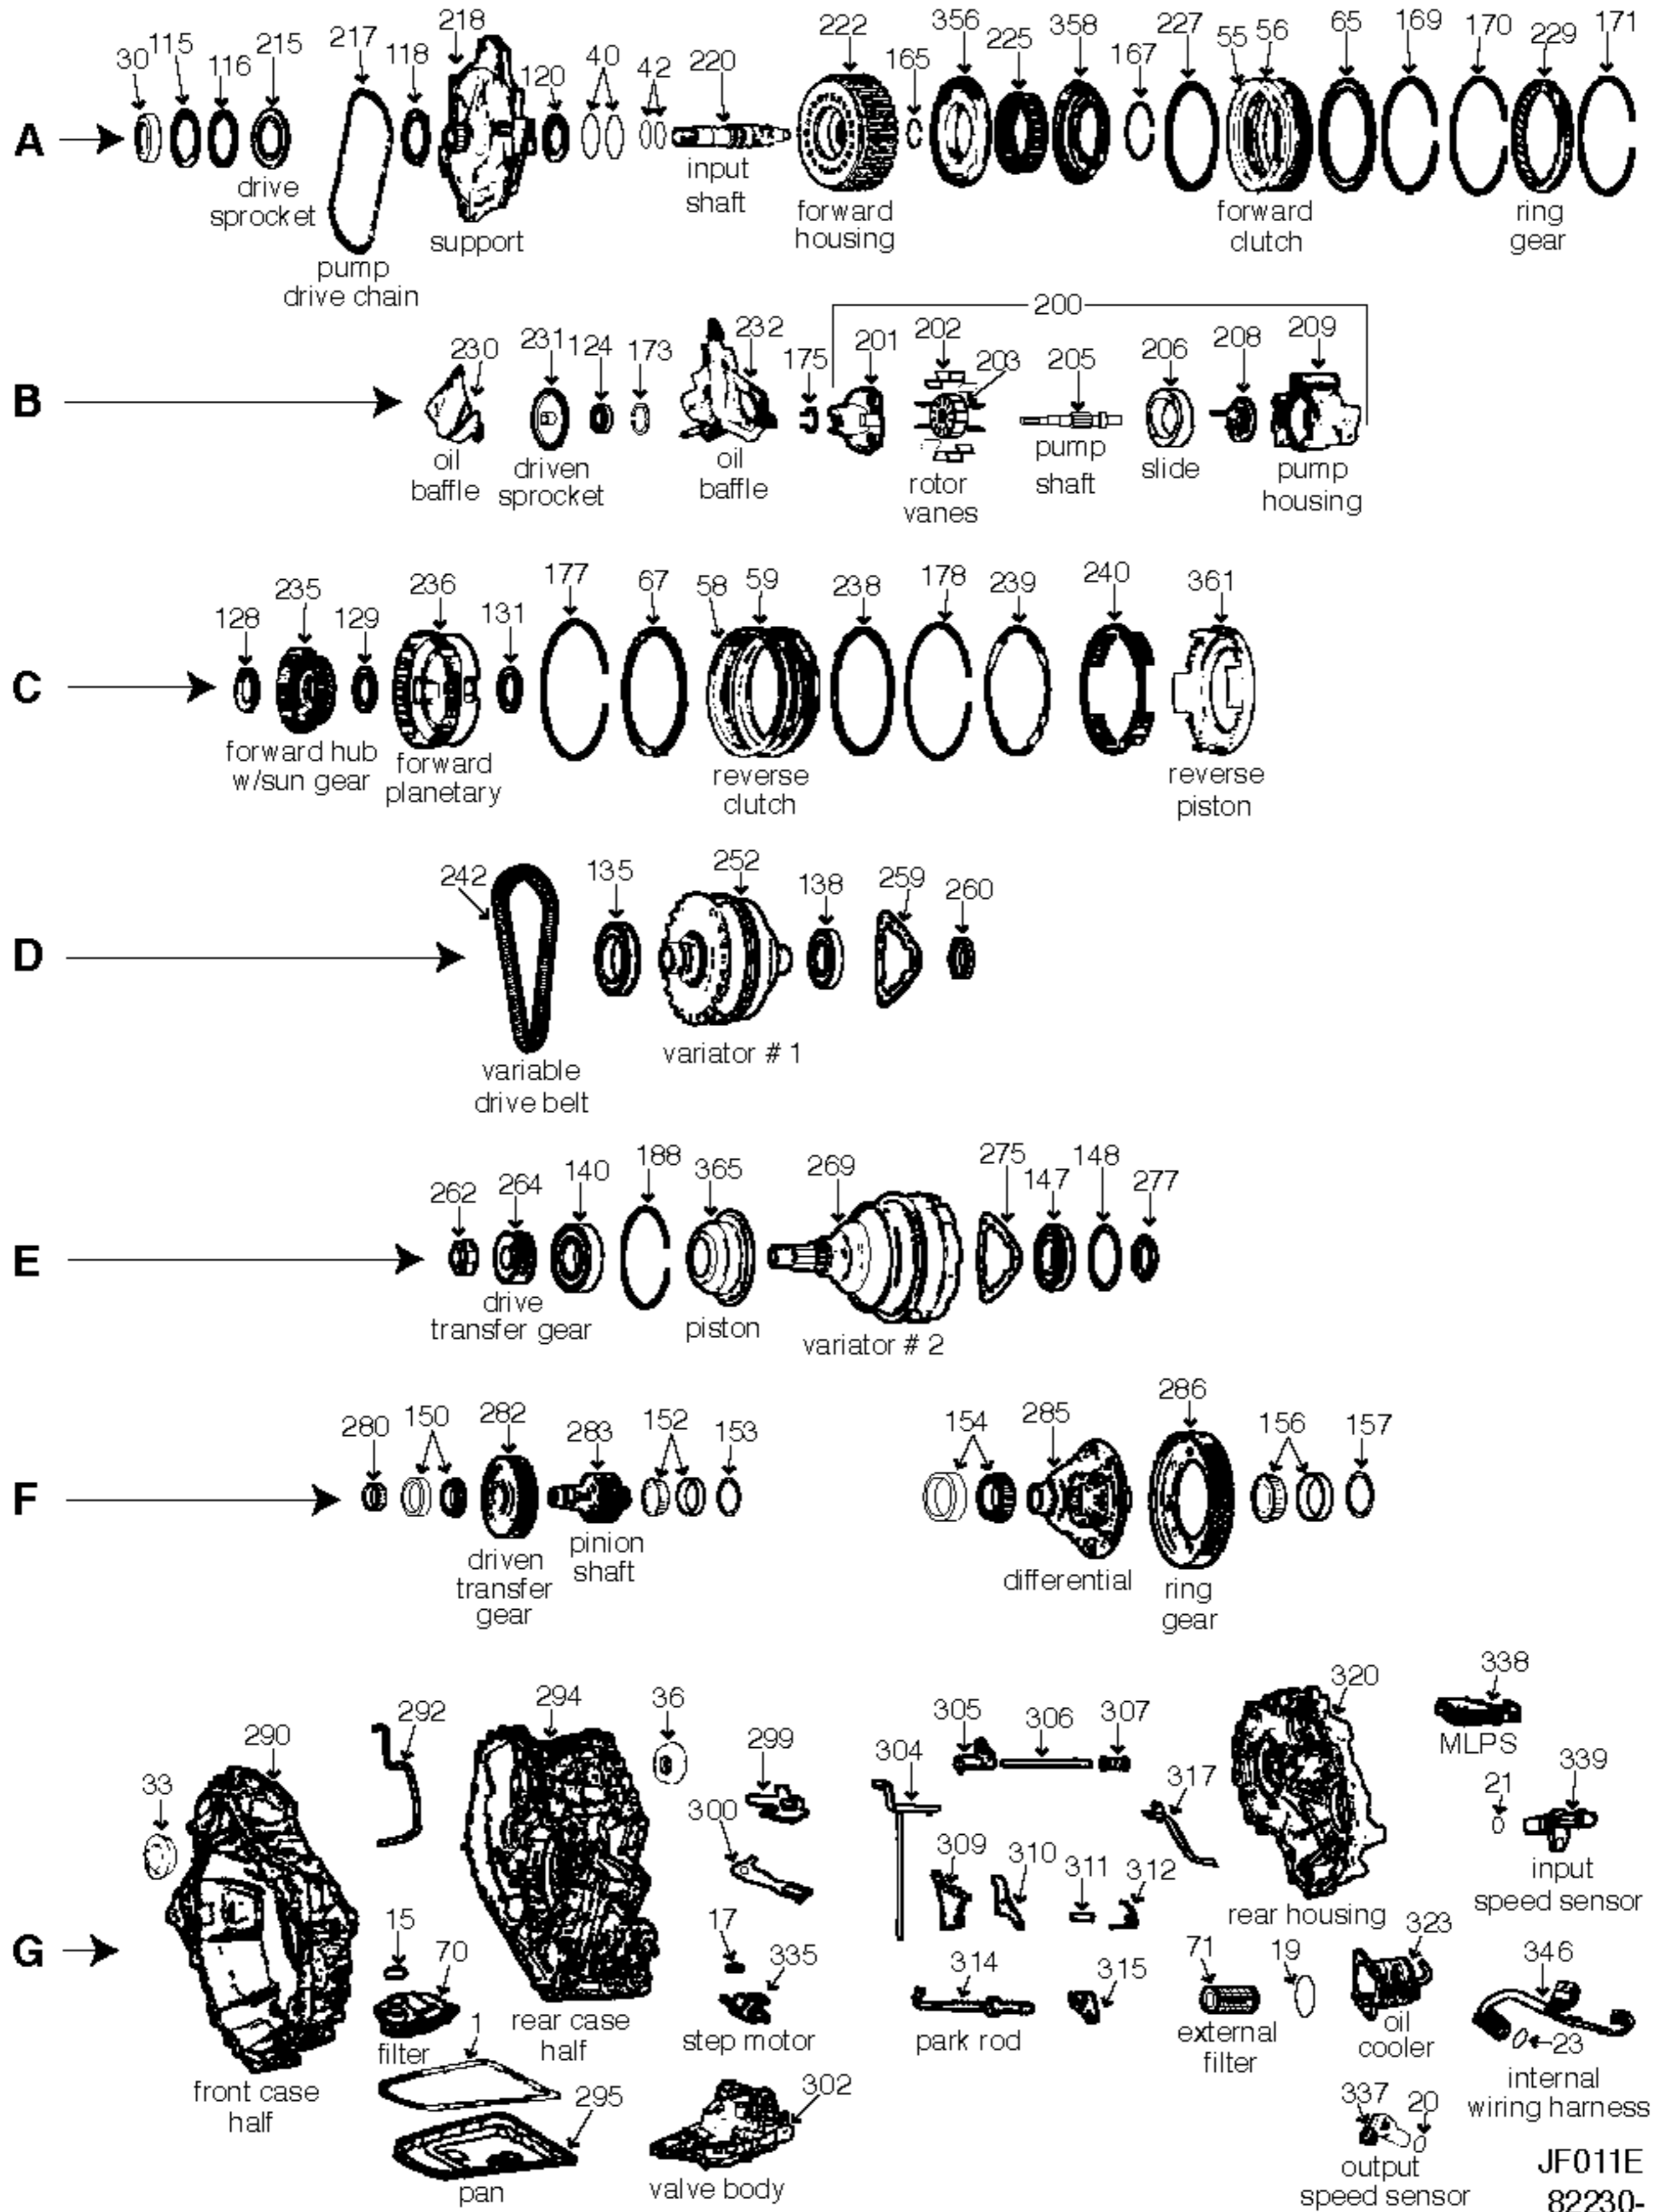 A
30 115 116 215 217 118 218 120 40 42 220 222 165 356 225 358 167 227 55 56 65 169 170 229 171
drive
sprocket
pump
drive chain
support
input
shaft
forward
housing
forward
clutch
ring
gear
B
200
230 231 124 173 232 175 201 202 203 205 206 208 209
oil
baffle
driven
sprocket
oil
baffle
rotor
vanes
pump
shaft
slide
pump
housing
C
128 235 129 236 131 177 67 58 59 238 178 239 240 361
forward hub
w/sun gear
forward
planetary
reverse
clutch
reverse
piston
D
242 135 252 138 259 260
variable
drive belt
variator # 1
E
262 264 140 188 365 269 275 147 148 277
drive
transfer gear
piston
variator # 2
F
280 150 282 283 152 153 154 285 286 156 157
driven
transfer
gear
pinion
shaft
differential
ring
gear
G
33 290 292 294 36 299 300
304 305 306 307 317 320 338
MLPS
309 310 311 312
21 339
input
speed sensor
rear housing
15 70 1 17 335 314 315 71 19 323 346
23
front case
half
filter
rear case
half
step motor
park rod
external
filter
oil
cooler
internal
wiring harness
295
pan
302
valve body
337 20
output
speed sensor
JF011E
82230-